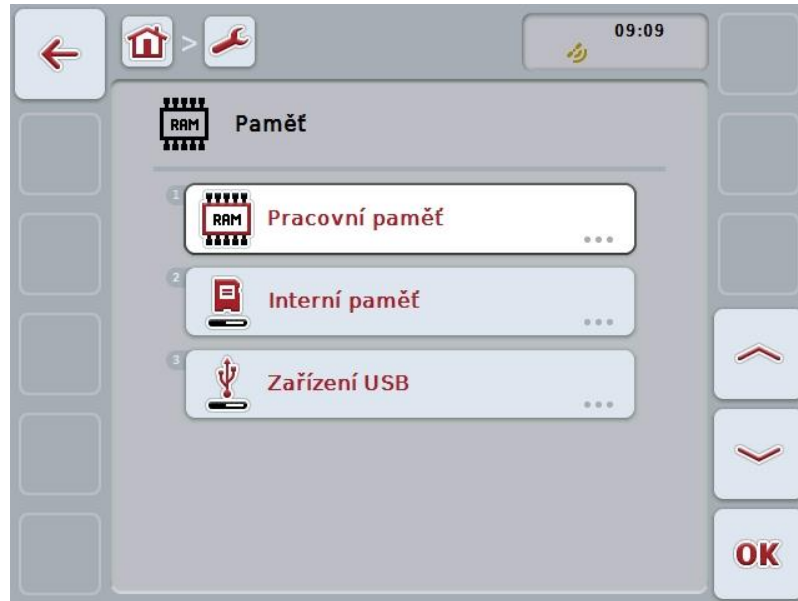 >
09:09
RAM
Paměť
1
RAM
Pracovní paměť
2
Interní paměť
3
Zařízení USB
OK